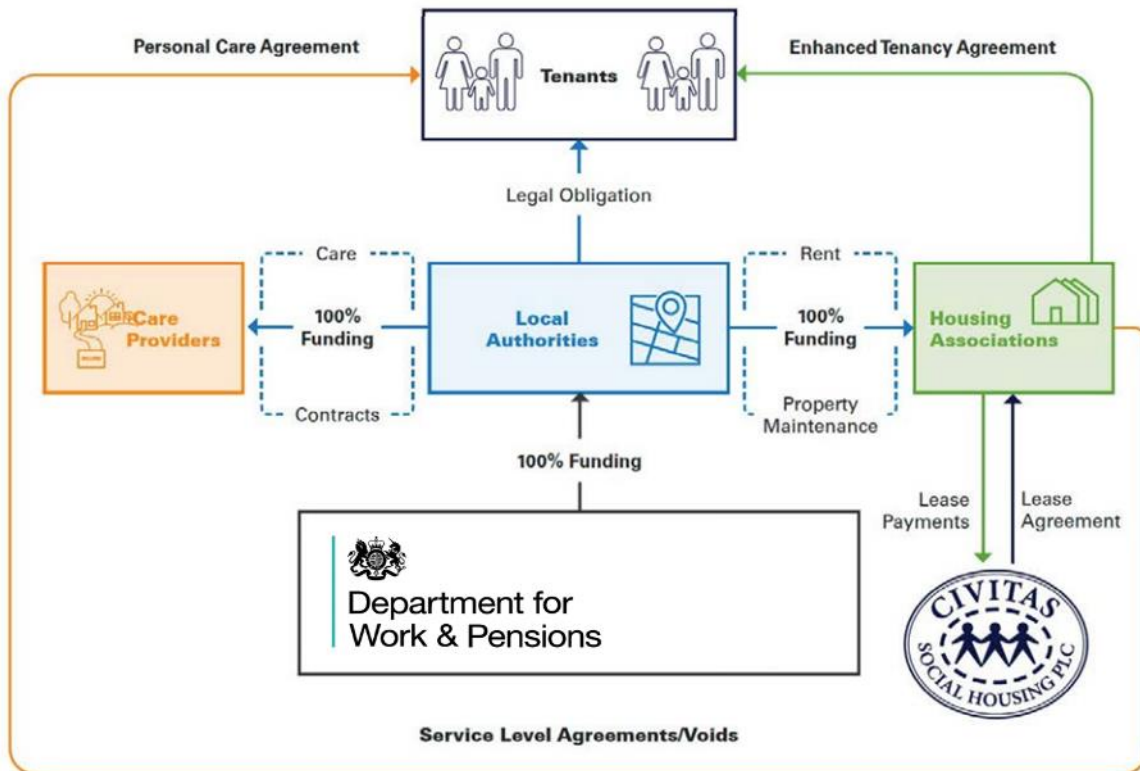 Personal Care Agreement
Enhanced Tenancy Agreement
Tenants
Legal Obligation
Care
Rent
Care
Providers
100%
Funding
Local
Authorities
100%
Funding
Housing
Associations
Contracts
Property
Maintenance
100% Funding
Lease
Payments
Lease
Agreement
Department for
Work & Pensions
CIVITAS
SOCIAL HOUSING PLC
Service Level Agreements/Voids